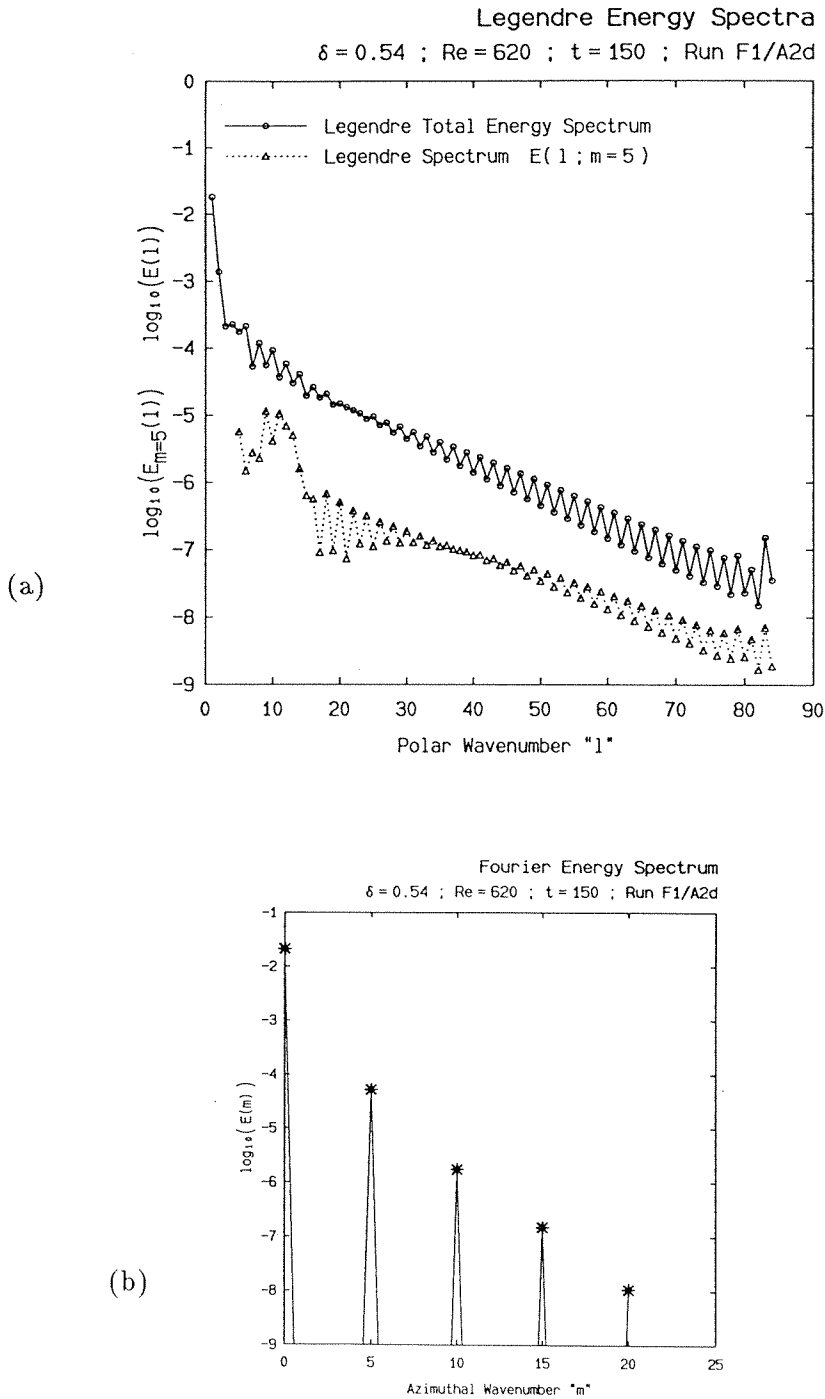 Legendre Energy Spectra
δ = 0.54 ; Re = 620 ; t = 150 ; Run F1/A2d
Legendre Total Energy Spectrum
Legendre Spectrum E( l ; m = 5 )
log₁₀(E(l))
log₁₀(Eₘ₌₅(l))
0
-1
-2
-3
-4
-5
-6
-7
-8
-9
0 10 20 30 40 50 60 70 80 90
Polar Wavenumber "l"
(a)
Fourier Energy Spectrum
δ = 0.54 ; Re = 620 ; t = 150 ; Run F1/A2d
log₁₀( E(m) )
-1
-2
-3
-4
-5
-6
-7
-8
-9
0 5 10 15 20 25
Azimuthal Wavenumber "m"
(b)